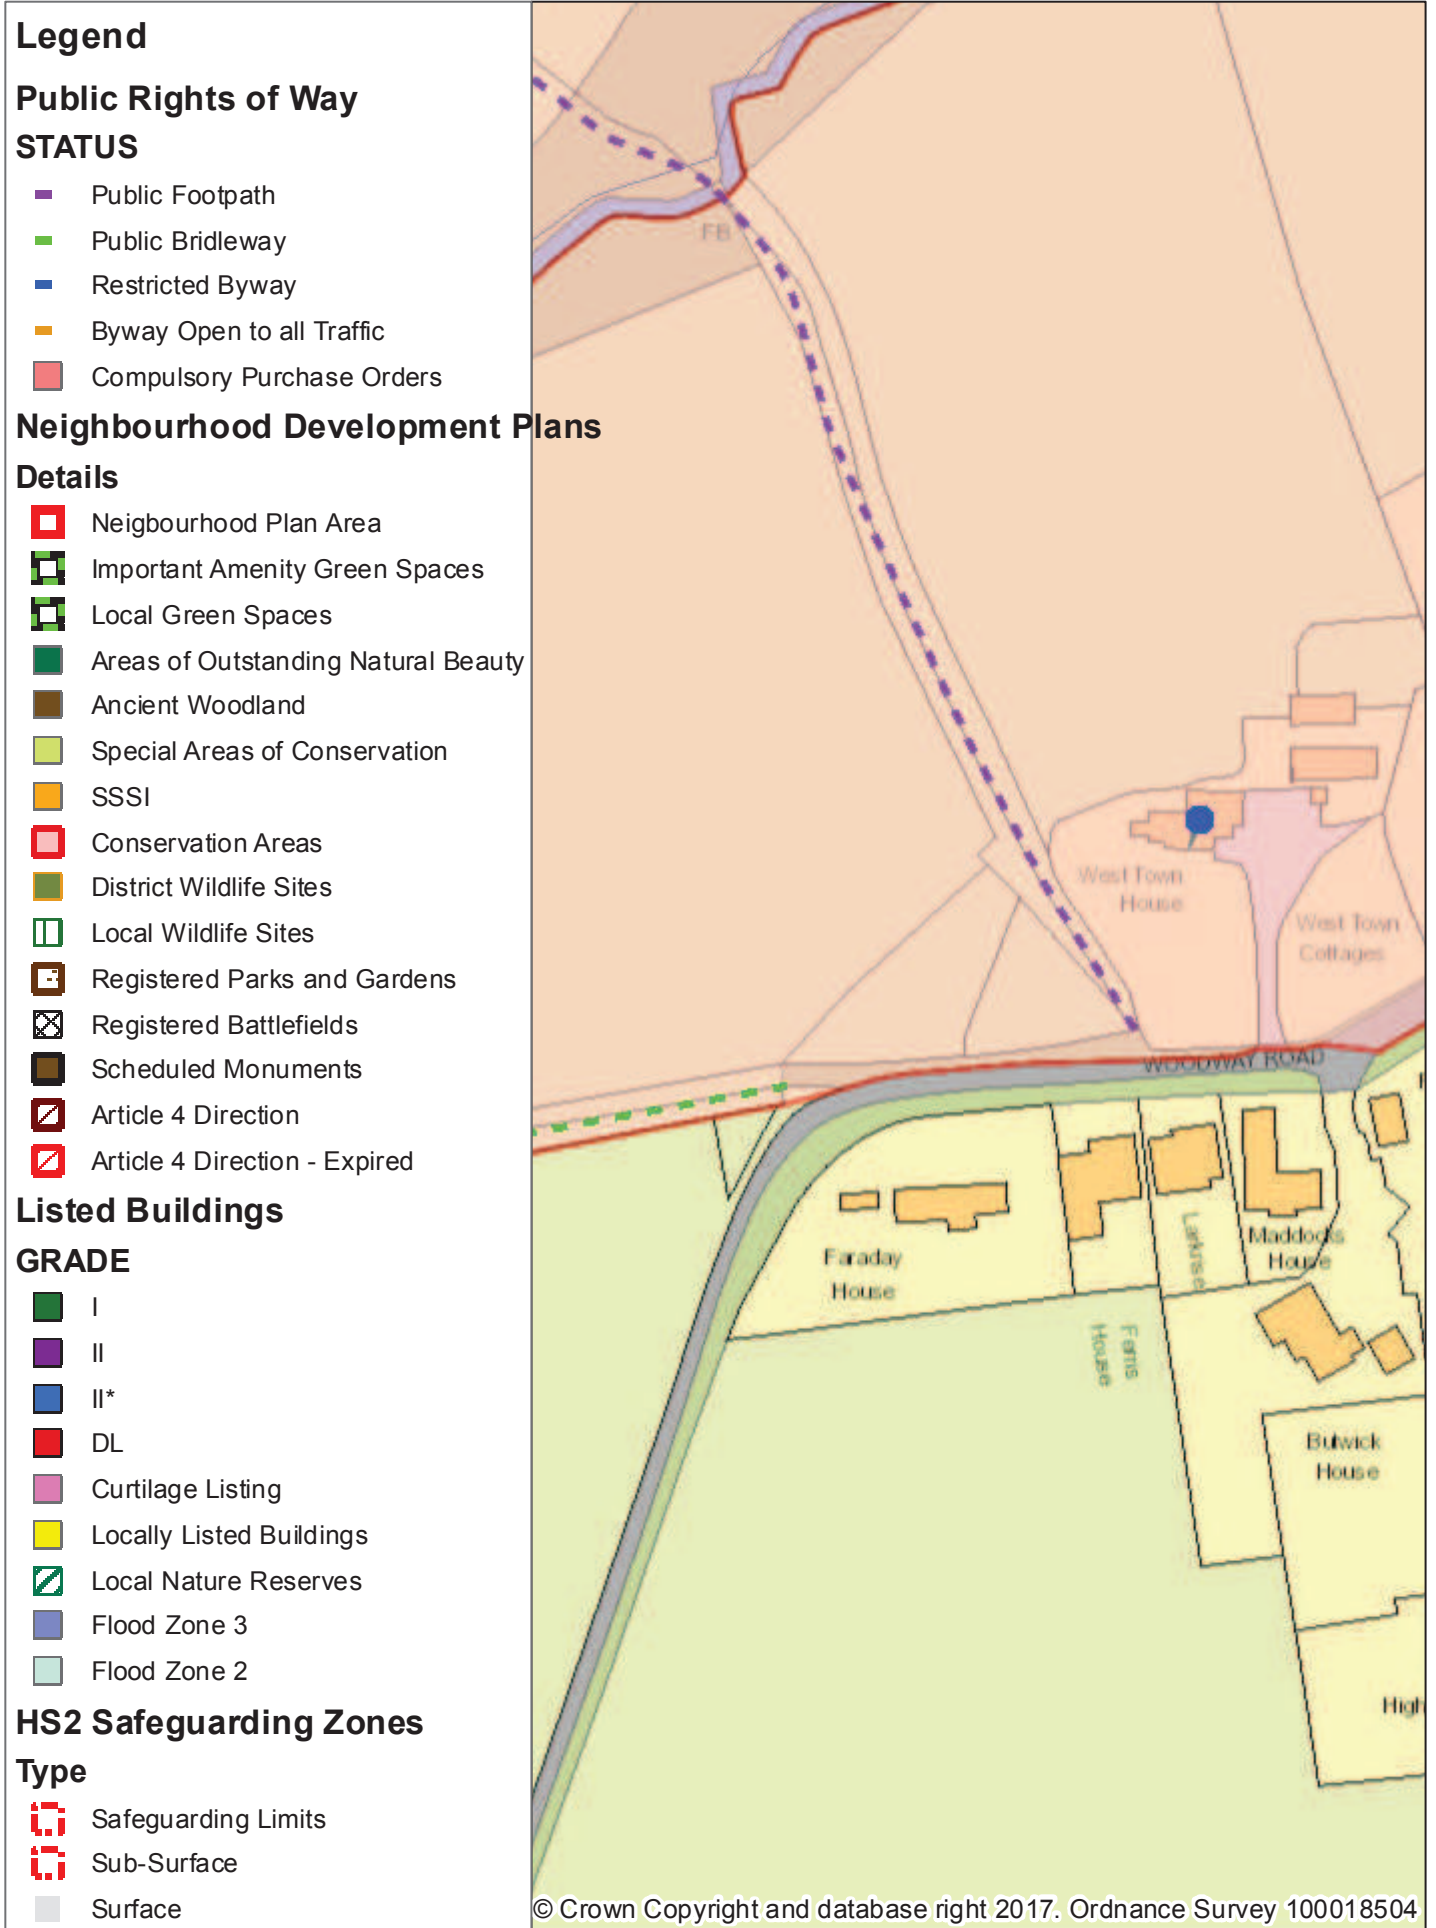 Legend
Public Rights of Way
STATUS
Public Footpath
Public Bridleway
Restricted Byway
Byway Open to all Traffic
Compulsory Purchase Orders
Neighbourhood Development Plans
Details
Neigbourhood Plan Area
Important Amenity Green Spaces
Local Green Spaces
Areas of Outstanding Natural Beauty
Ancient Woodland
Special Areas of Conservation
SSSI
Conservation Areas
District Wildlife Sites
Local Wildlife Sites
Registered Parks and Gardens
Registered Battlefields
Scheduled Monuments
Article 4 Direction
Article 4 Direction - Expired
Listed Buildings
GRADE
I
II
II*
DL
Curtilage Listing
Locally Listed Buildings
Local Nature Reserves
Flood Zone 3
Flood Zone 2
HS2 Safeguarding Zones
Type
Safeguarding Limits
Sub-Surface
Surface
FB
West Town
House
West Town
Cottages
WOODWAY ROAD
Faraday
House
Larkrise
Maddocks
House
Ferris
House
Bulwick
House
High
© Crown Copyright and database right 2017. Ordnance Survey 100018504